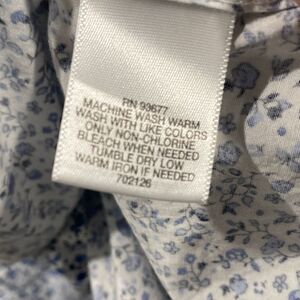 RN 99677
MACHINE WASH WARM
WASH WITH LIKE COLORS
ONLY NON-CHLORINE
BLEACH WHEN NEEDED
TUMBLE DRY LOW
WARM IRON IF NEEDED
702126